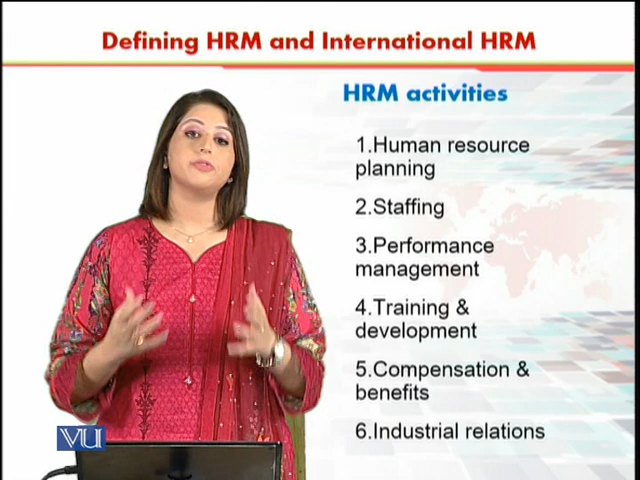 Defining HRM and International HRM
HRM activities
1.Human resource
planning
2.Staffing
3.Performance
management
4.Training &
development
5.Compensation &
benefits
6.Industrial relations
VU